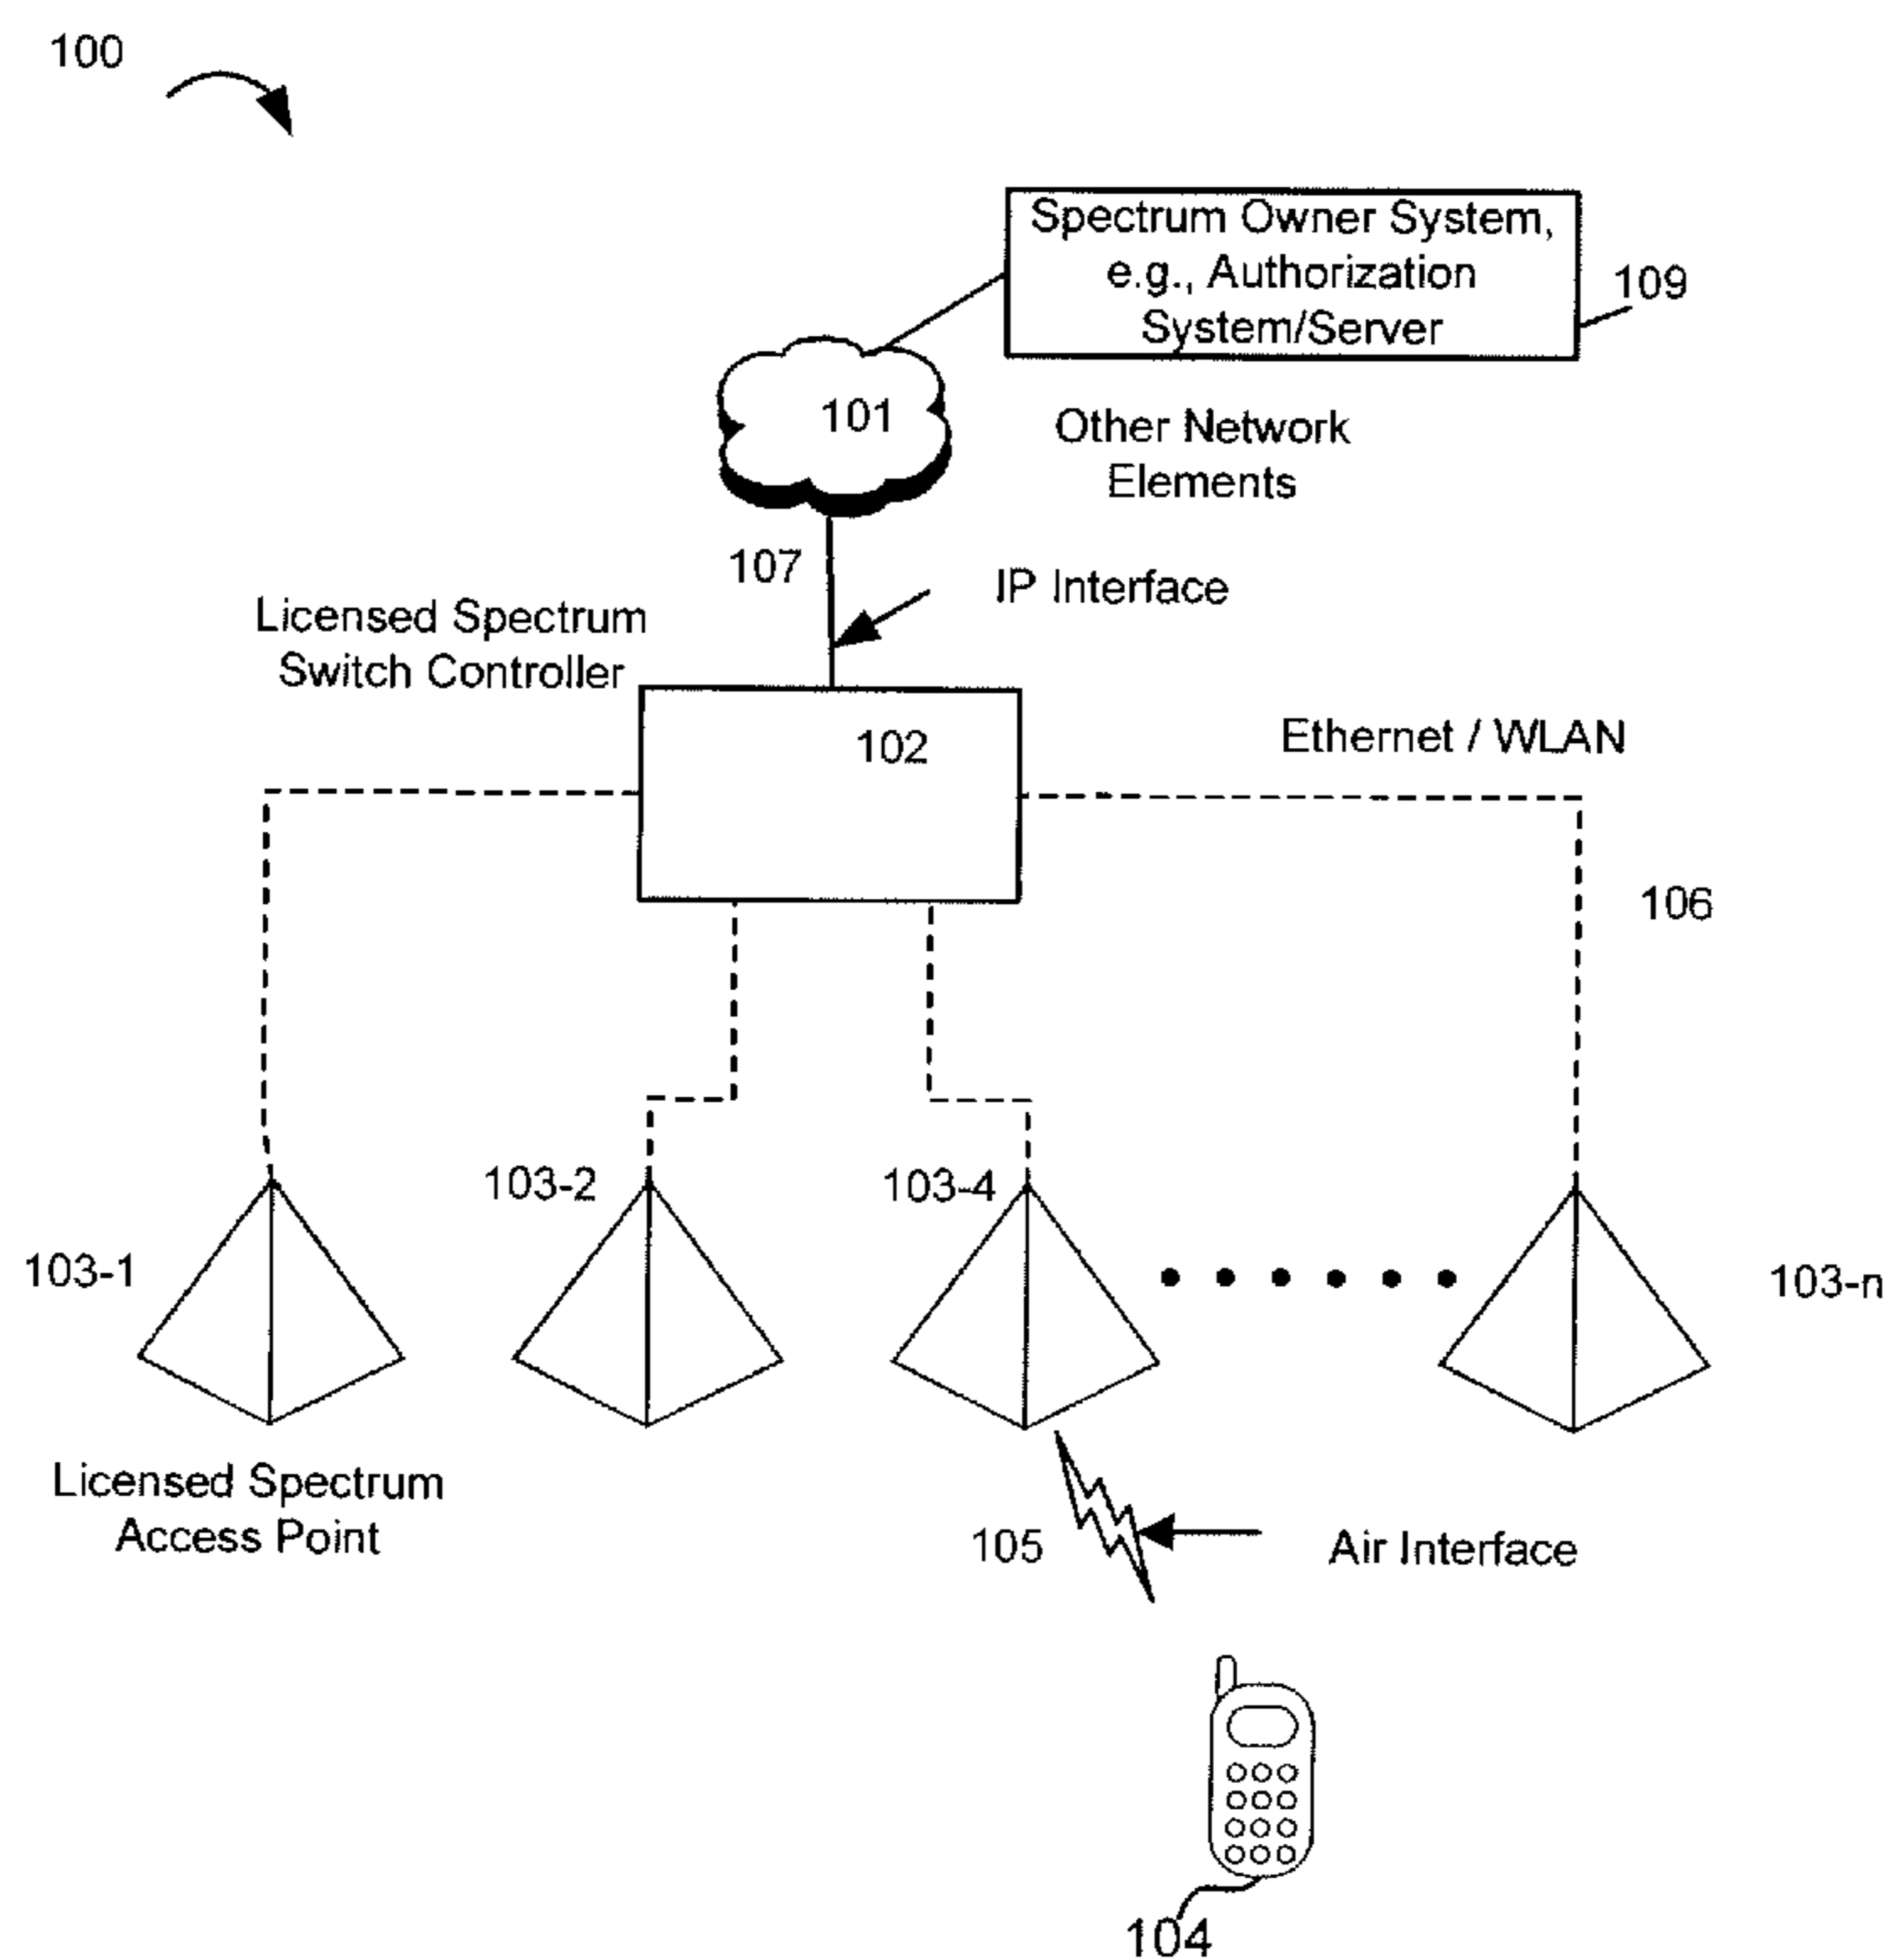 100
Spectrum Owner System,
e.g., Authorization
System/Server
109
101
Other Network
Elements
107
IP Interface
Licensed Spectrum
Switch Controller
102
Ethernet / WLAN
106
103-1
103-2
103-4
103-n
Licensed Spectrum
Access Point
105
Air Interface
104